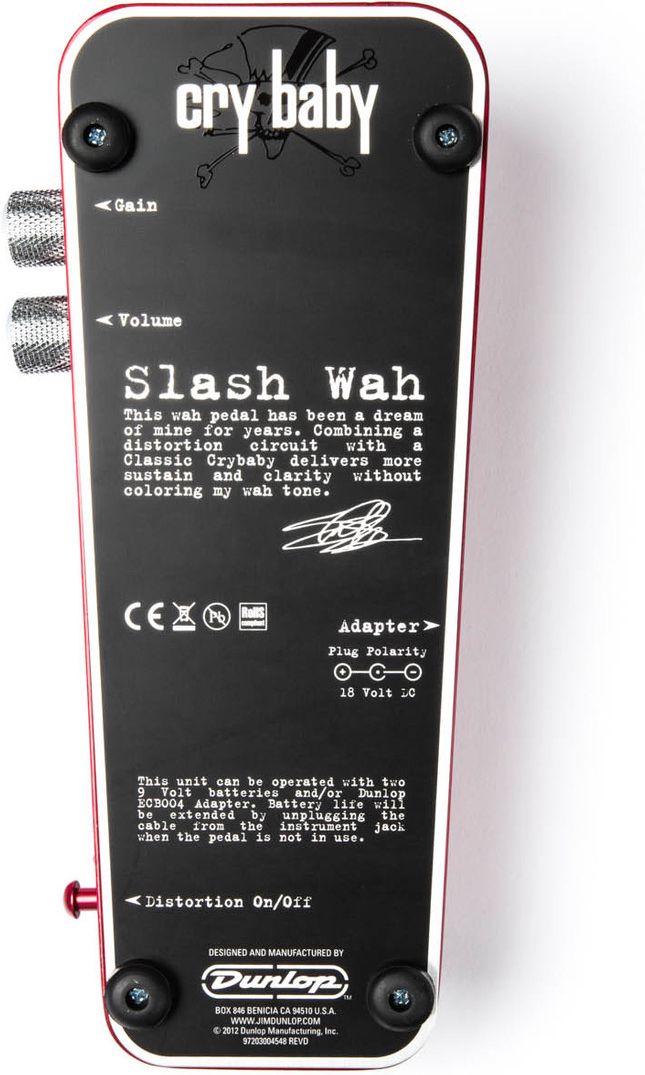 cry baby
Gain
Volume
Slash Wah
This wah pedal has been a dream
of mine for years. Combining a
distortion circuit with a
Classic Crybaby delivers more
sustain and clarity without
coloring my wah tone.
CE Pb RoHS
compliant
Adapter
Plug Polarity
+ C -
18 Volt DC
This unit can be operated with two
9 Volt batteries and/or Dunlop
ECB004 Adapter. Battery life will
be extended by unplugging the
cable from the instrument jack
when the pedal is not in use.
Distortion On/Off
DESIGNED AND MANUFACTURED BY
Dunlop™
BOX 846 BENICIA CA 94510 U.S.A.
WWW.JIMDUNLOP.COM
© 2012 Dunlop Manufacturing, Inc.
97203004548 REVD